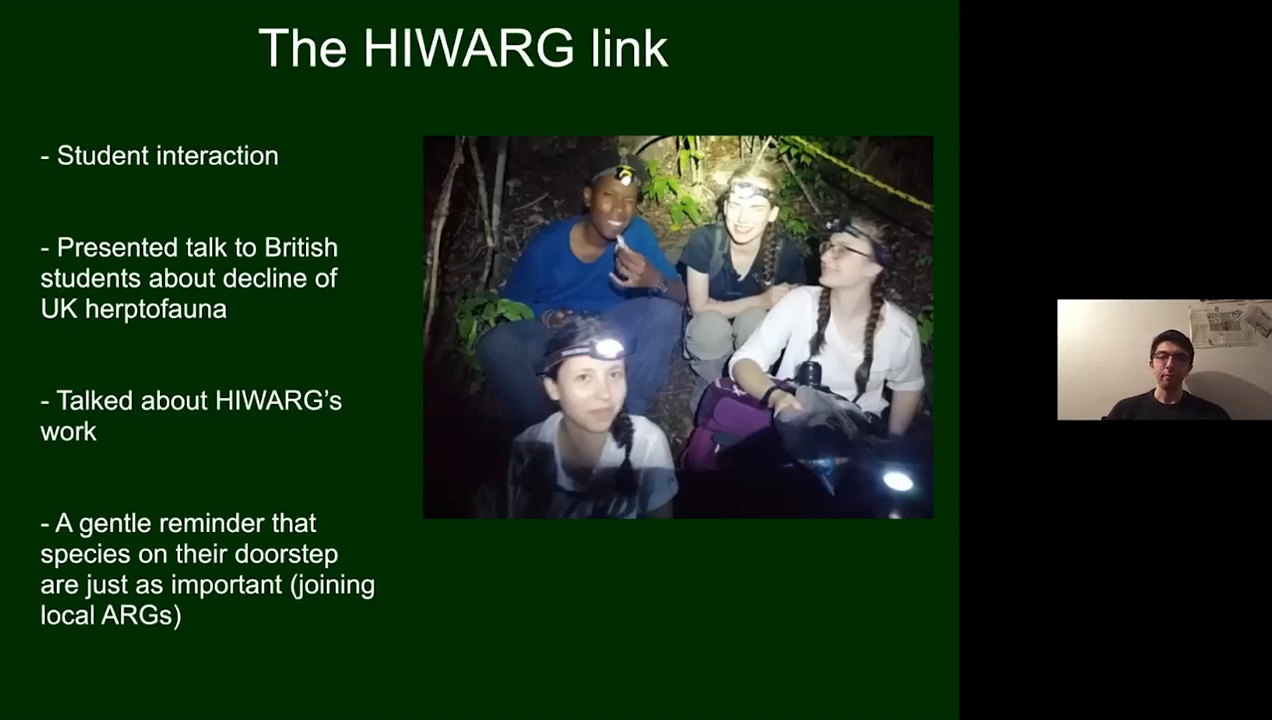 The HIWARG link
- Student interaction
- Presented talk to British
students about decline of
UK herptofauna
- Talked about HIWARG's
work
- A gentle reminder that
species on their doorstep
are just as important (joining
local ARGs)